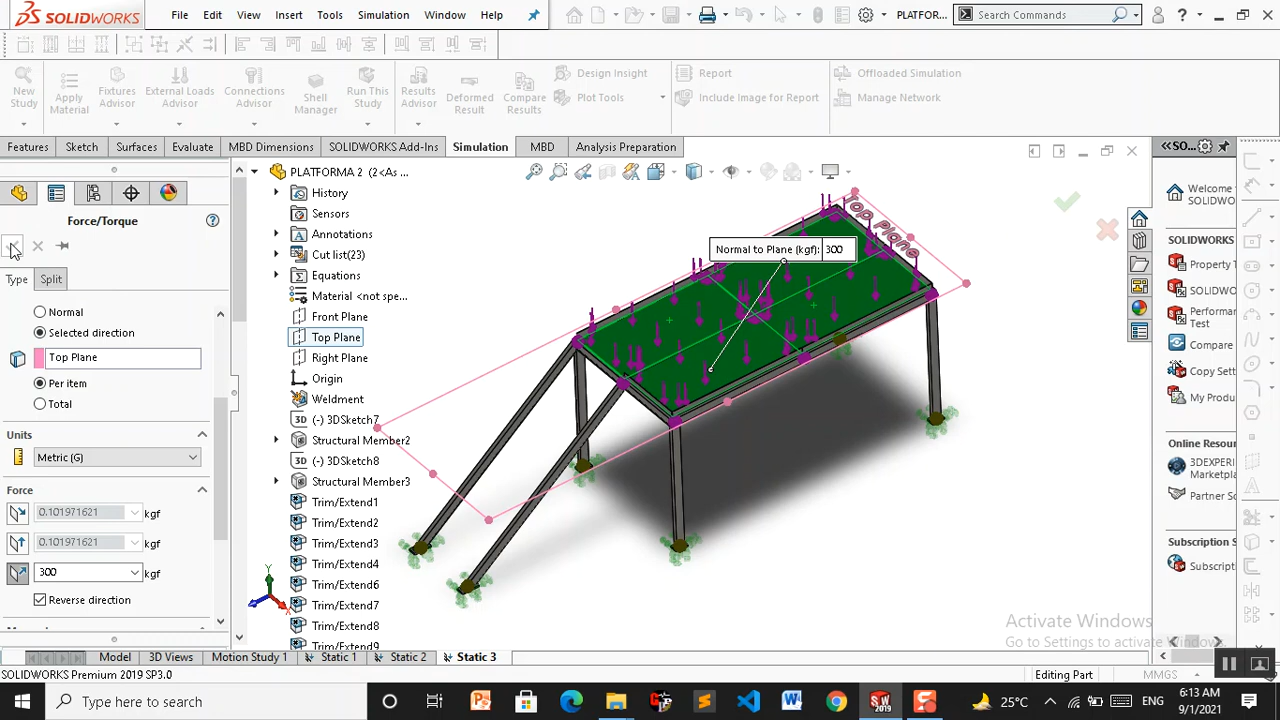 SOLIDWORKS
File Edit View Insert Tools Simulation Window Help
PLATFOR...
Search Commands
?
New Study
Apply Material
Fixtures Advisor
External Loads Advisor
Connections Advisor
Shell Manager
Run This Study
Results Advisor
Deformed Result
Compare Results
Design Insight
Plot Tools
Report
Include Image for Report
Offloaded Simulation
Manage Network
Features Sketch Surfaces Evaluate MBD Dimensions SOLIDWORKS Add-Ins Simulation MBD Analysis Preparation
Force/Torque
Type Split
Normal
Selected direction
Top Plane
Per item
Total
Units
Metric (G)
Force
0.101971621 kgf
0.101971621 kgf
300 kgf
Reverse direction
PLATFORMA 2 (2<As ...
History
Sensors
Annotations
Cut list(23)
Equations
Material <not spe...
Front Plane
Top Plane
Right Plane
Origin
Weldment
3D (-) 3DSketch7
Structural Member2
3D (-) 3DSketch8
Structural Member3
Trim/Extend1
Trim/Extend2
Trim/Extend3
Trim/Extend4
Trim/Extend6
Trim/Extend7
Trim/Extend8
Trim/Extend9
Top Plane
Normal to Plane (kgf): 300
X
<<SO...
Welcome
SOLIDW
SOLIDWORKS
Property T
SOLIDWOR
Performa
Test
Compare
Copy Sett
My Produ
Online Resour
3DEXPERI
Marketpla
Partner So
Subscription
Subscript
Activate Windows
Go to Settings to activate Windows.
Model 3D Views Motion Study 1 Static 1 Static 2 Static 3
SOLIDWORKS Premium 2019 SP3.0
Editing Part
MMGS
Type here to search
SW
2019
25°C
ENG
6:13 AM
9/1/2021